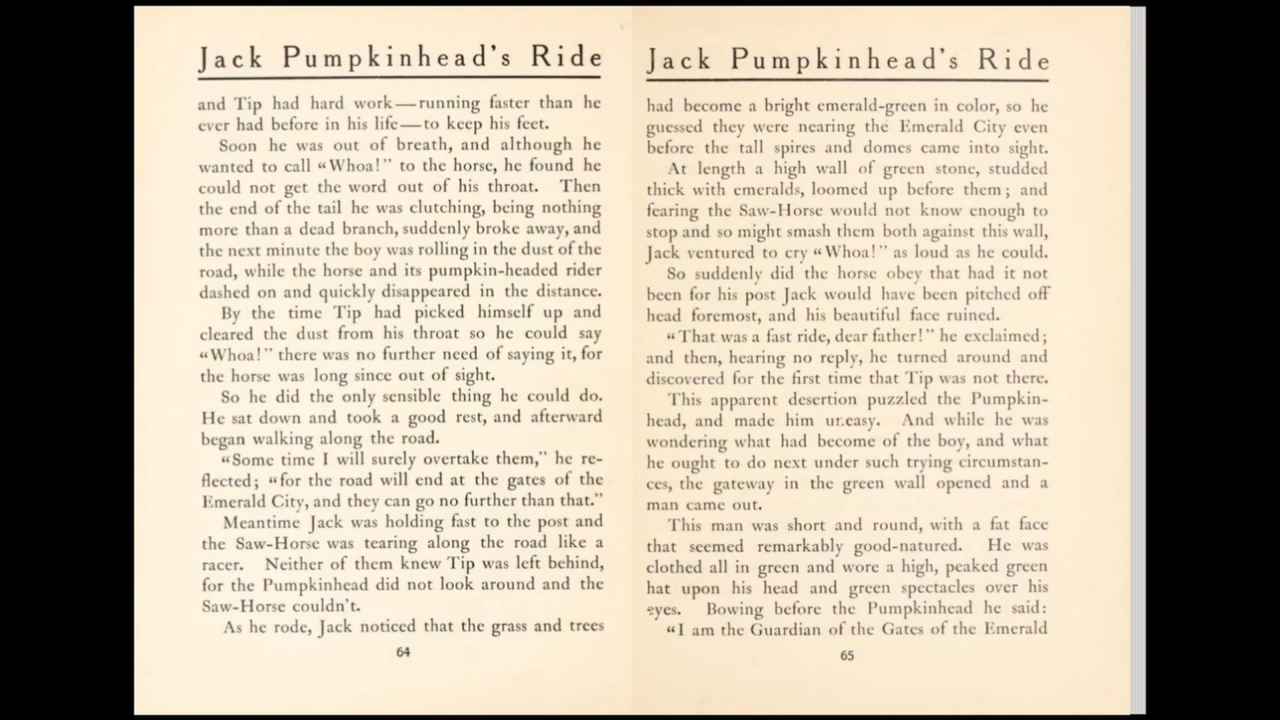 Jack Pumpkinhead's Ride
and Tip had hard work—running faster than he
ever had before in his life—to keep his feet.
Soon he was out of breath, and although he
wanted to call “Whoa!” to the horse, he found he
could not get the word out of his throat. Then
the end of the tail he was clutching, being nothing
more than a dead branch, suddenly broke away, and
the next minute the boy was rolling in the dust of the
road, while the horse and its pumpkin-headed rider
dashed on and quickly disappeared in the distance.
By the time Tip had picked himself up and
cleared the dust from his throat so he could say
“Whoa!” there was no further need of saying it, for
the horse was long since out of sight.
So he did the only sensible thing he could do.
He sat down and took a good rest, and afterward
began walking along the road.
“Some time I will surely overtake them,” he re-
flected; “for the road will end at the gates of the
Emerald City, and they can go no further than that.”
Meantime Jack was holding fast to the post and
the Saw-Horse was tearing along the road like a
racer. Neither of them knew Tip was left behind,
for the Pumpkinhead did not look around and the
Saw-Horse couldn't.
As he rode, Jack noticed that the grass and trees
64
Jack Pumpkinhead's Ride
had become a bright emerald-green in color, so he
guessed they were nearing the Emerald City even
before the tall spires and domes came into sight.
At length a high wall of green stone, studded
thick with emeralds, loomed up before them; and
fearing the Saw-Horse would not know enough to
stop and so might smash them both against this wall,
Jack ventured to cry “Whoa!” as loud as he could.
So suddenly did the horse obey that had it not
been for his post Jack would have been pitched off
head foremost, and his beautiful face ruined.
“That was a fast ride, dear father!” he exclaimed;
and then, hearing no reply, he turned around and
discovered for the first time that Tip was not there.
This apparent desertion puzzled the Pumpkin-
head, and made him uneasy. And while he was
wondering what had become of the boy, and what
he ought to do next under such trying circumstan-
ces, the gateway in the green wall opened and a
man came out.
This man was short and round, with a fat face
that seemed remarkably good-natured. He was
clothed all in green and wore a high, peaked green
hat upon his head and green spectacles over his
eyes. Bowing before the Pumpkinhead he said:
“I am the Guardian of the Gates of the Emerald
65